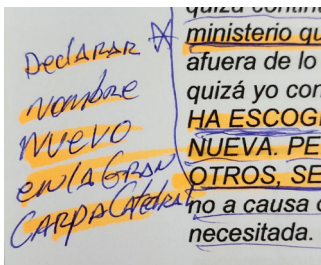 Declarar
nombre
nuevo
en la Gran
Carpa Catedral
quizá contin
ministerio qu
afuera de lo
quizá yo con
HA ESCOGI
NUEVA. PE
OTROS, SE
no a causa d
necesitada.